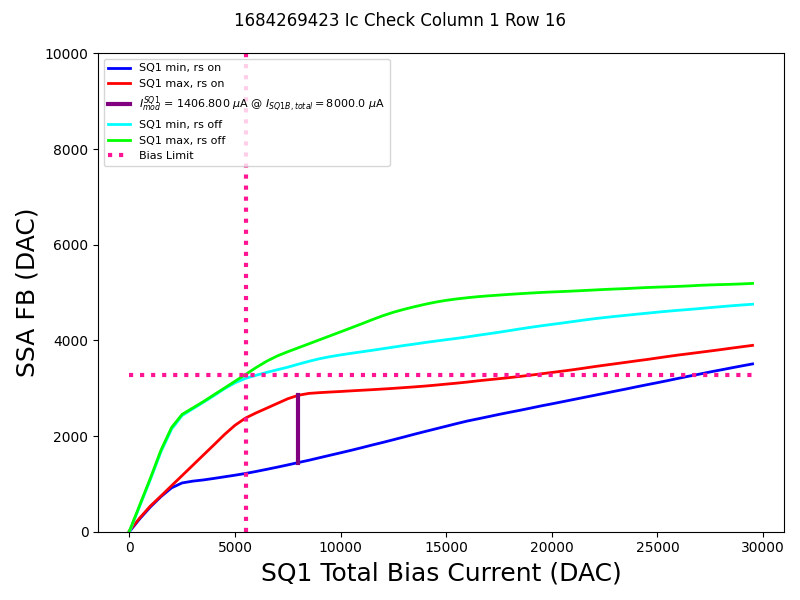 1684269423 Ic Check Column 1 Row 16
10000
8000
6000
4000
2000
0
SSA FB (DAC)
SQ1 min, rs on
SQ1 max, rs on
I_{mod}^{SQ1} = 1406.800 μA @ I_{SQ1B, total} = 8000.0 μA
SQ1 min, rs off
SQ1 max, rs off
Bias Limit
0 5000 10000 15000 20000 25000 30000
SQ1 Total Bias Current (DAC)